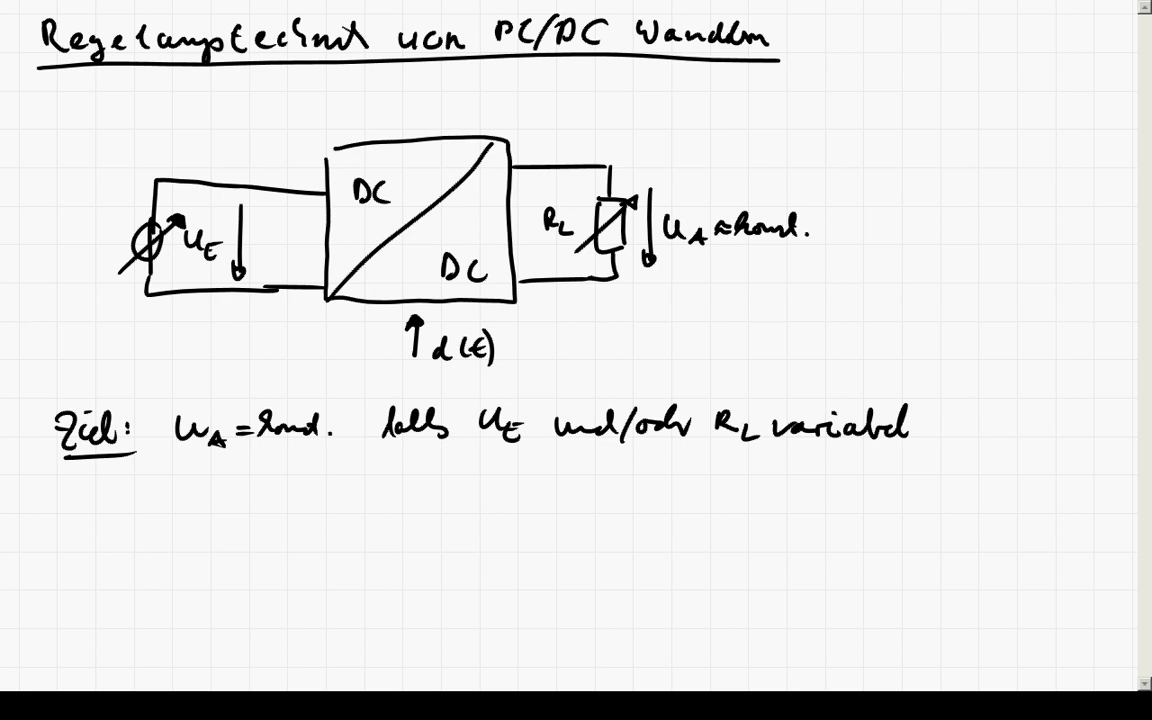 Regelungstechnik von DC/DC Wandlern
DC
U_E
R_L
U_A = konst.
DC
d(t)
Ziel: U_A = konst. falls U_E und/oder R_L variabel